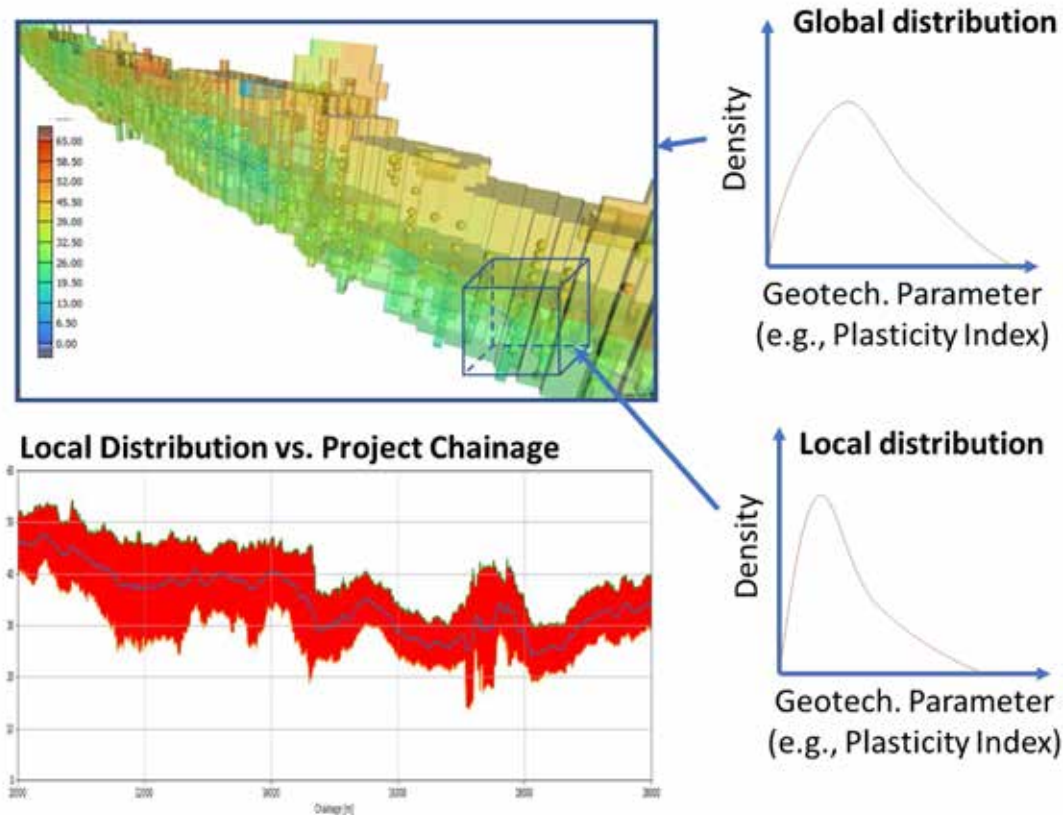 Global distribution
Density
Geotech. Parameter
(e.g., Plasticity Index)
65.00
58.50
52.00
45.50
39.00
32.50
26.00
19.50
13.00
6.50
0.00
Local Distribution vs. Project Chainage
Chainage [m]
Local distribution
Density
Geotech. Parameter
(e.g., Plasticity Index)